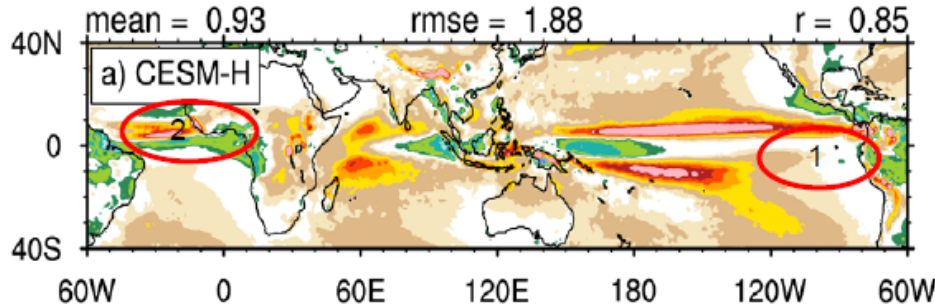 mean = 0.93 rmse = 1.88 r = 0.85
40N
a) CESM-H
2
1
0
40S
60W 0 60E 120E 180 120W 60W